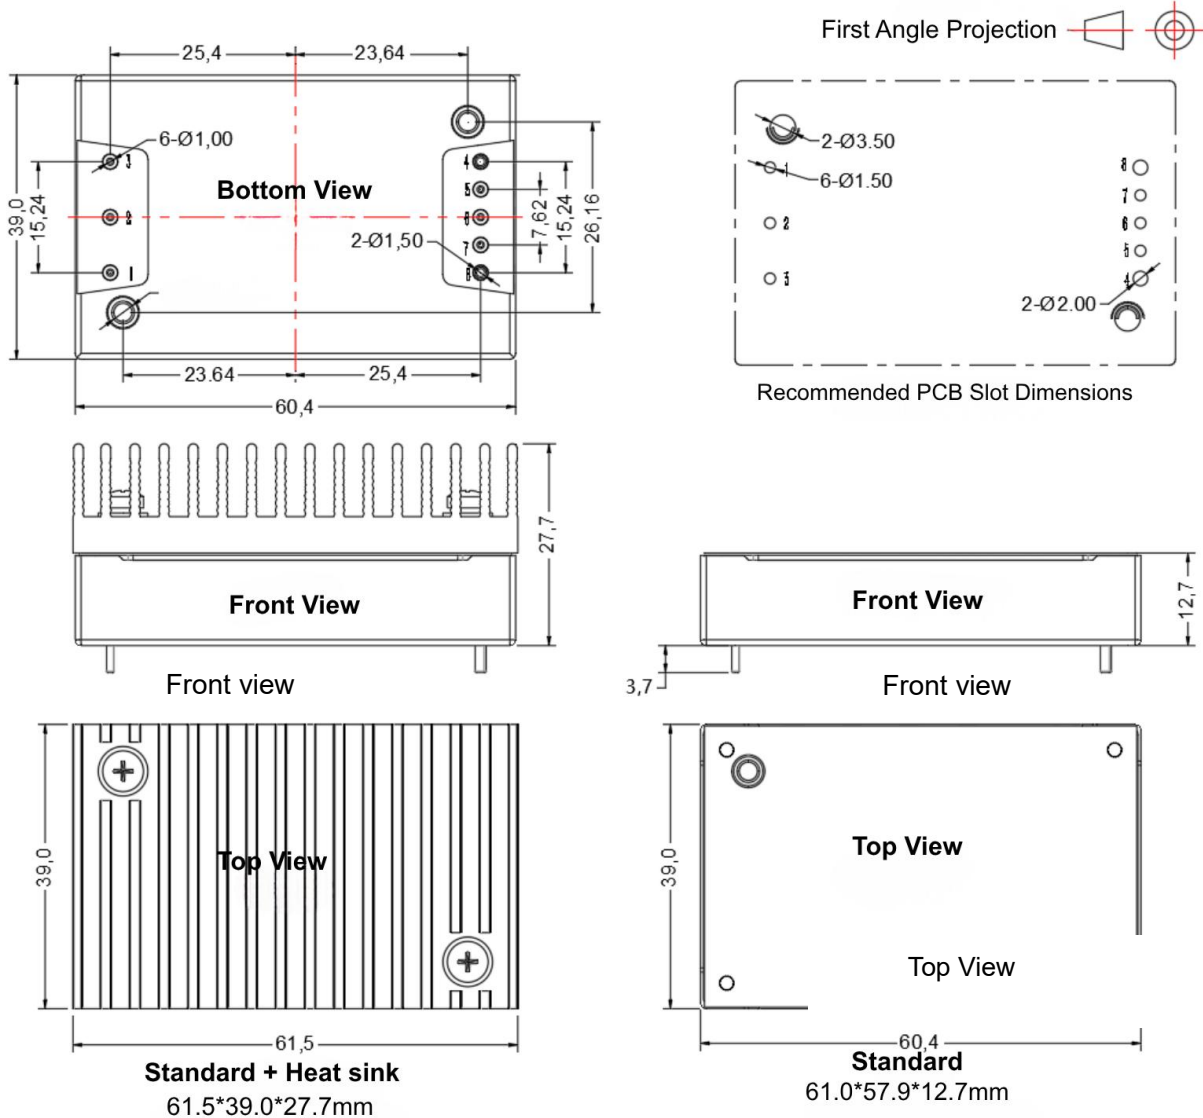 First Angle Projection
25,4
23,64
6-Ø1,00
3
4
Bottom View
5
39,0
15,24
2
6
7,62
15,24
26,16
7
2-Ø1,50
1
8
23.64
25,4
60,4
2-Ø3.50
1
6-Ø1.50
8
7
2
6
5
3
4
2-Ø2.00
Recommended PCB Slot Dimensions
27,7
Front View
Front view
Front View
12,7
3,7
Front view
39,0
Top View
61,5
Standard + Heat sink
61.5*39.0*27.7mm
39,0
Top View
Top View
60,4
Standard
61.0*57.9*12.7mm